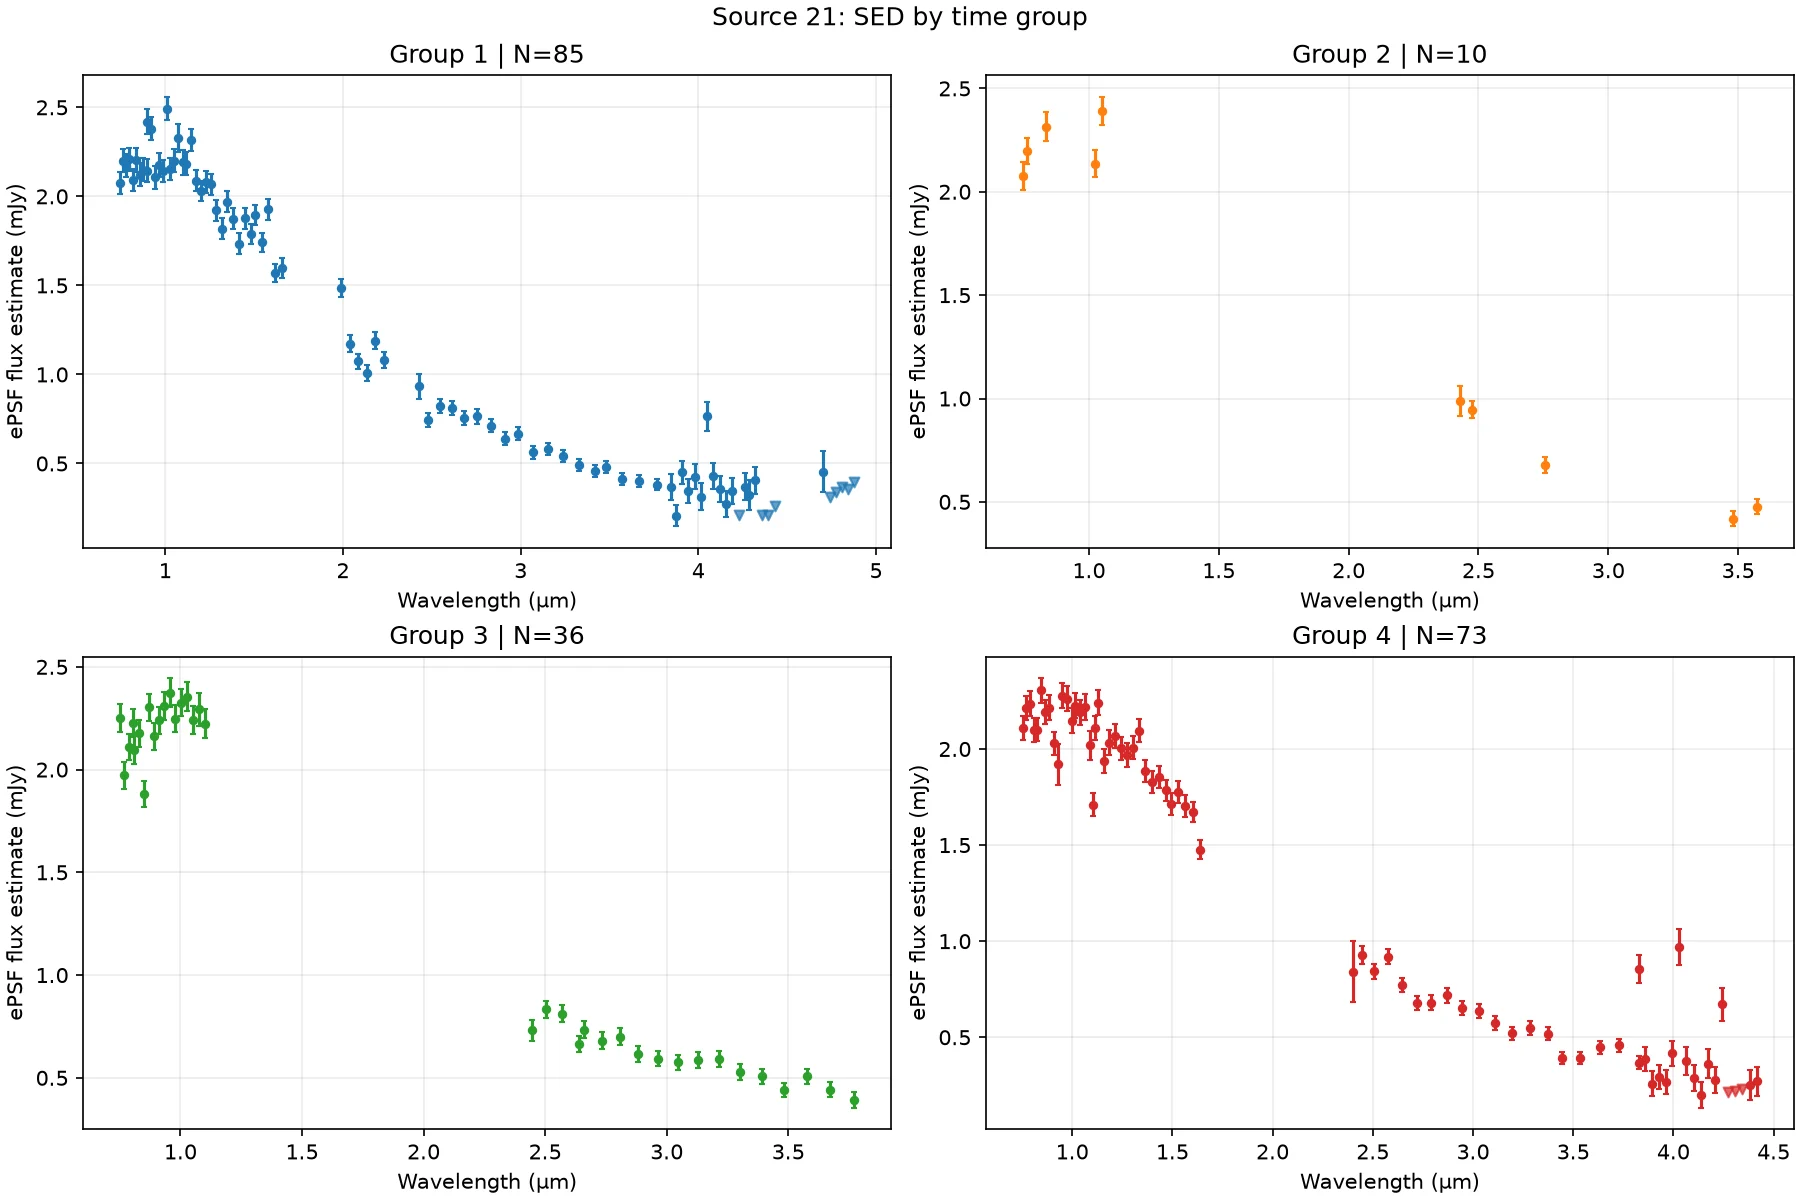 Source 21: SED by time group
Group 1 | N=85
2.5
2.0
1.5
1.0
0.5
ePSF flux estimate (mJy)
1 2 3 4 5
Wavelength (µm)
Group 2 | N=10
2.5
2.0
1.5
1.0
0.5
ePSF flux estimate (mJy)
1.0 1.5 2.0 2.5 3.0 3.5
Wavelength (µm)
Group 3 | N=36
2.5
2.0
1.5
1.0
0.5
ePSF flux estimate (mJy)
1.0 1.5 2.0 2.5 3.0 3.5
Wavelength (µm)
Group 4 | N=73
2.0
1.5
1.0
0.5
ePSF flux estimate (mJy)
1.0 1.5 2.0 2.5 3.0 3.5 4.0 4.5
Wavelength (µm)